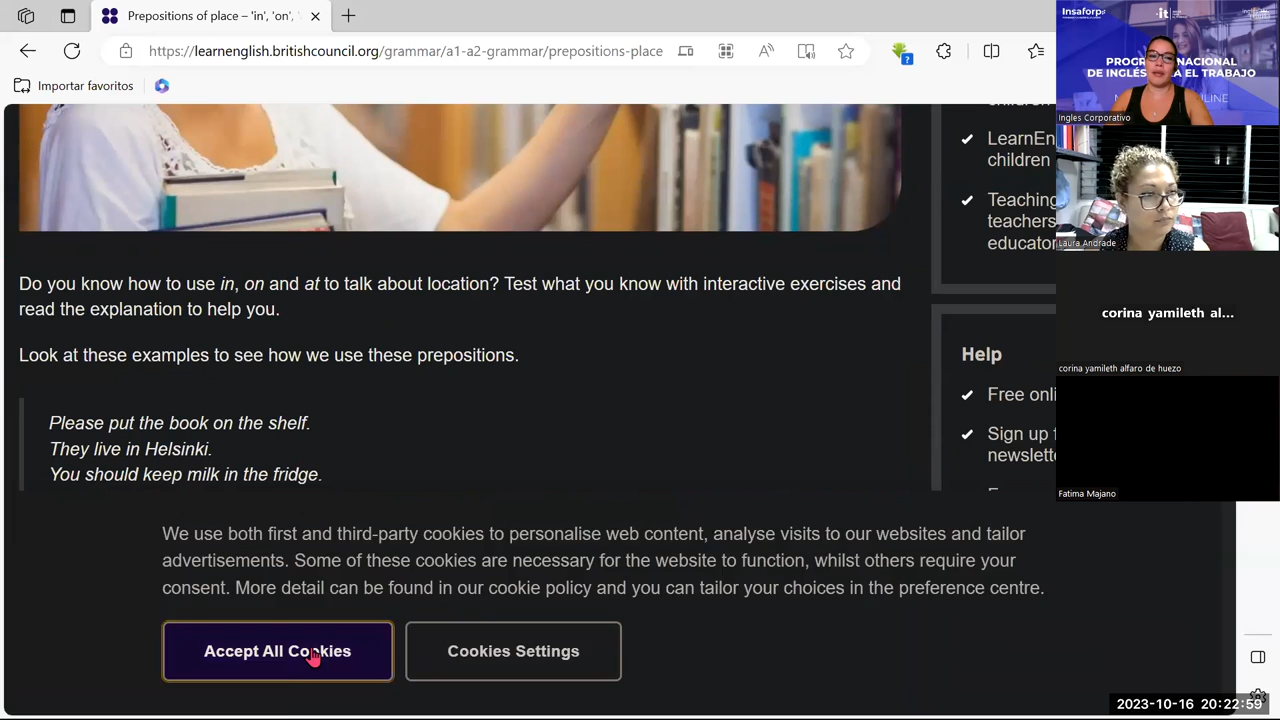 Prepositions of place – 'in', 'on', '
https://learnenglish.britishcouncil.org/grammar/a1-a2-grammar/prepositions-place
Importar favoritos
LearnEn
children
Teaching
teachers
educator
Do you know how to use in, on and at to talk about location? Test what you know with interactive exercises and
read the explanation to help you.
Look at these examples to see how we use these prepositions.
Please put the book on the shelf.
They live in Helsinki.
You should keep milk in the fridge.
Help
Free onli
Sign up f
newslette
We use both first and third-party cookies to personalise web content, analyse visits to our websites and tailor
advertisements. Some of these cookies are necessary for the website to function, whilst others require your
consent. More detail can be found in our cookie policy and you can tailor your choices in the preference centre.
Accept All Cookies
Cookies Settings
Insaforp
it
Ingles Corporativo
Laura Andrade
corina yamileth al...
corina yamileth alfaro de huezo
Fatima Majano
2023-10-16 20:22:59